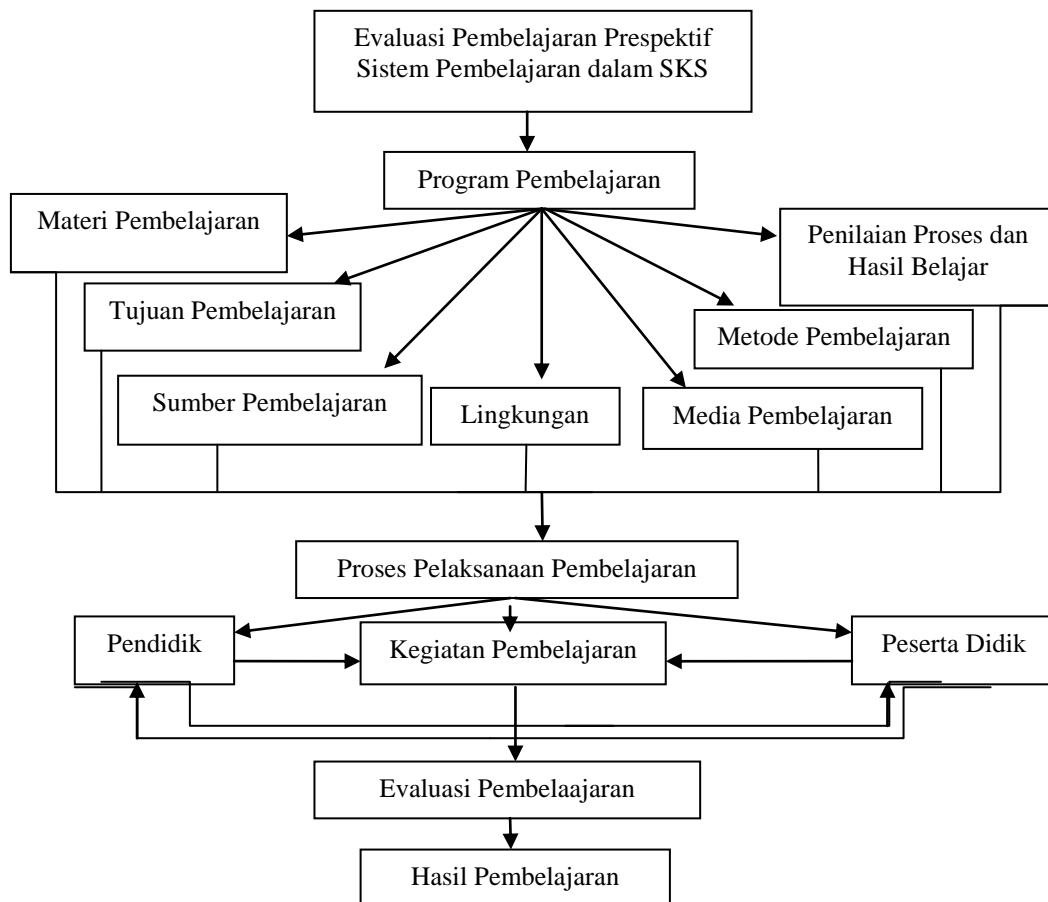 Evaluasi Pembelajaran Prespektif
Sistem Pembelajaran dalam SKS
Program Pembelajaran
Materi Pembelajaran
Penilaian Proses dan
Hasil Belajar
Tujuan Pembelajaran
Metode Pembelajaran
Sumber Pembelajaran
Lingkungan
Media Pembelajaran
Proses Pelaksanaan Pembelajaran
Pendidik
Kegiatan Pembelajaran
Peserta Didik
Evaluasi Pembelaajaran
Hasil Pembelajaran